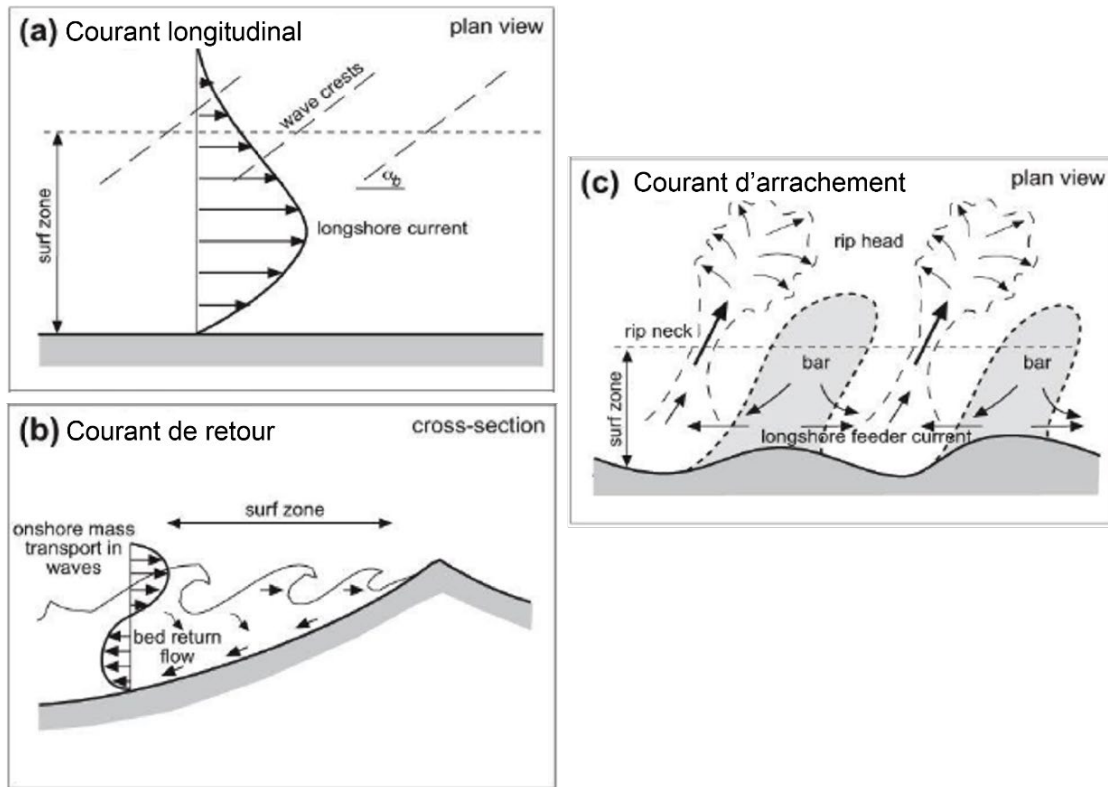 (a) Courant longitudinal
plan view
wave crests
αb
surf zone
longshore current
(b) Courant de retour
cross-section
surf zone
onshore mass
transport in
waves
bed return
flow
(c) Courant d'arrachement
plan view
rip head
rip neck
bar
bar
surf zone
longshore feeder current